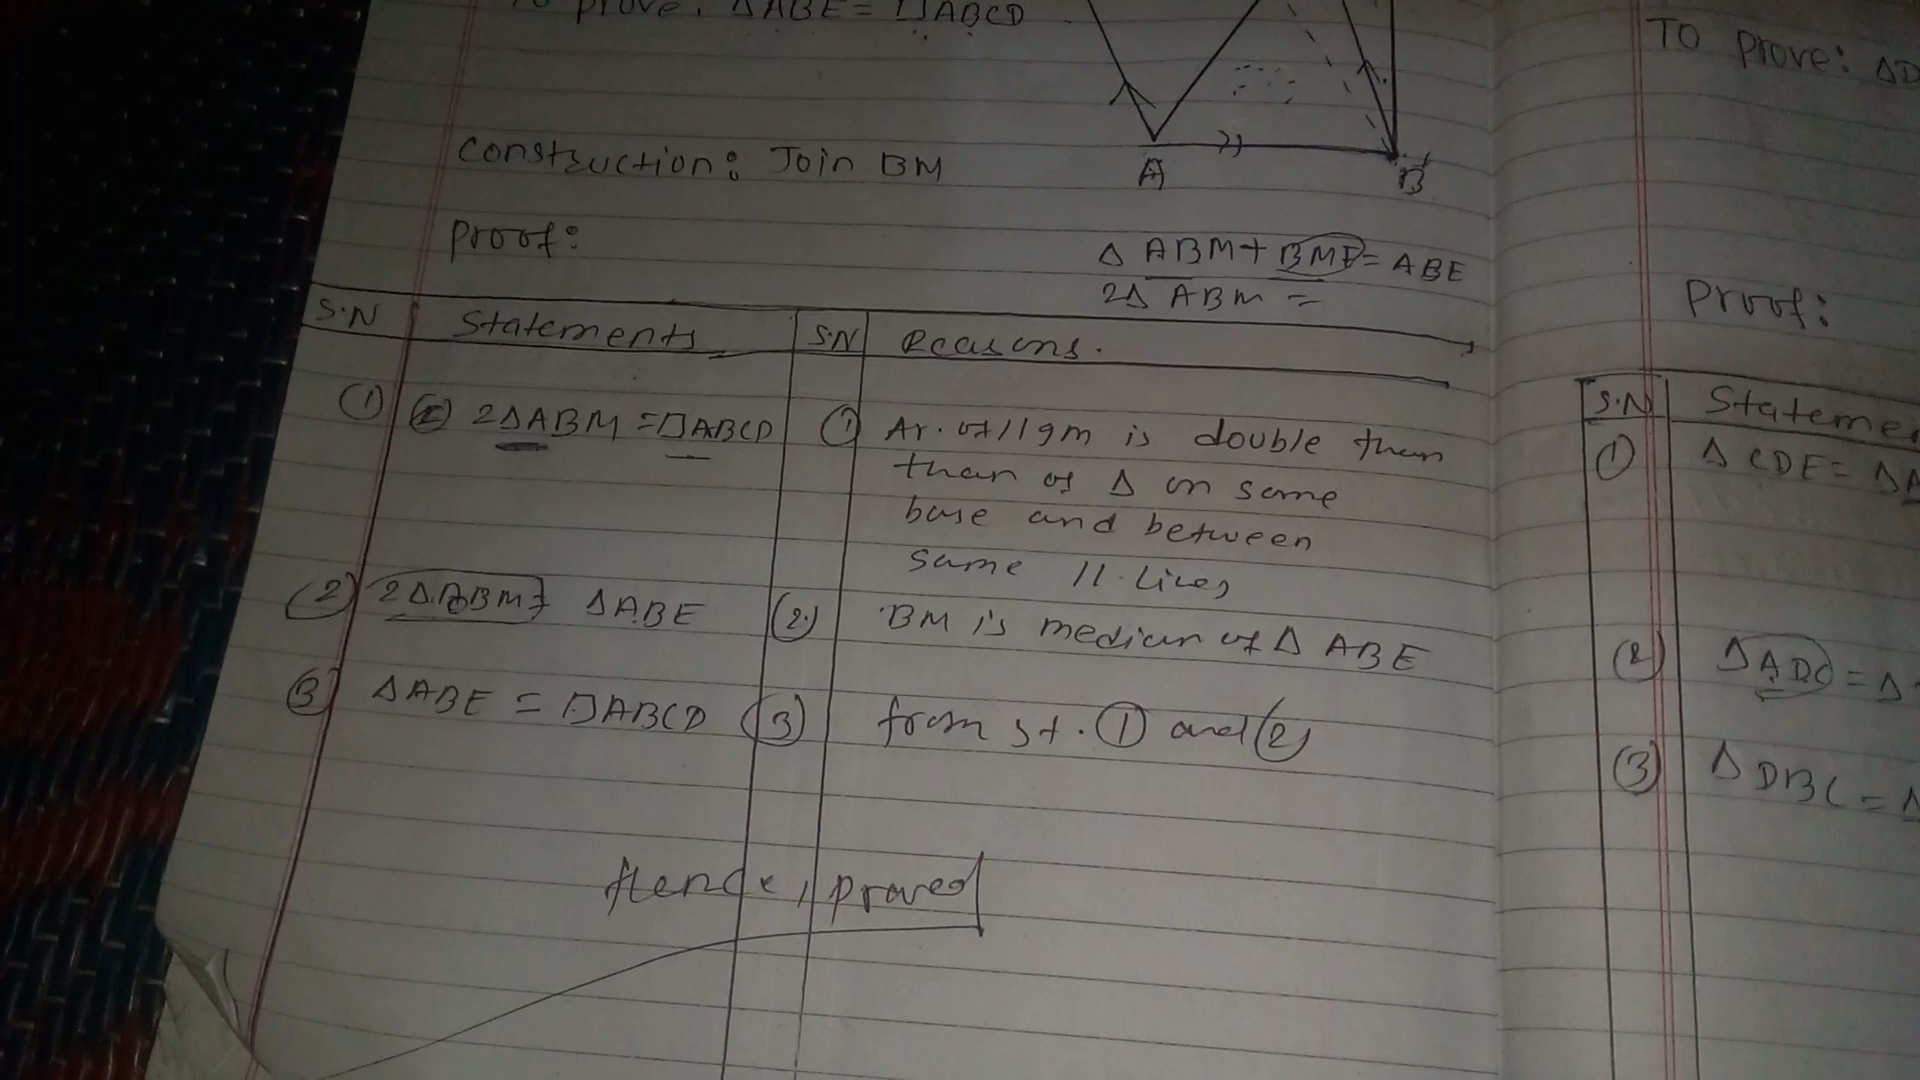 To prove: ΔABE = ▱ABCD
A
B
Construction: Join BM
Proof:
Δ ABM + BME = ABE
2Δ ABM =
S.N Statements S.N Reasons.
① 2ΔABM = ▱ABCD ① Ar. of //gm is double than
than of Δ on same
base and between
same // lines
② 2ΔABM = ΔABE ② BM is median of Δ ABE
③ ΔABE = ▱ABCD ③ from st. ① and ②
Hence, proved
TO prove: ΔD
Proof:
S.N Stateme
① Δ CDE = Δ
② ΔADC = Δ
③ Δ DBC = Δ